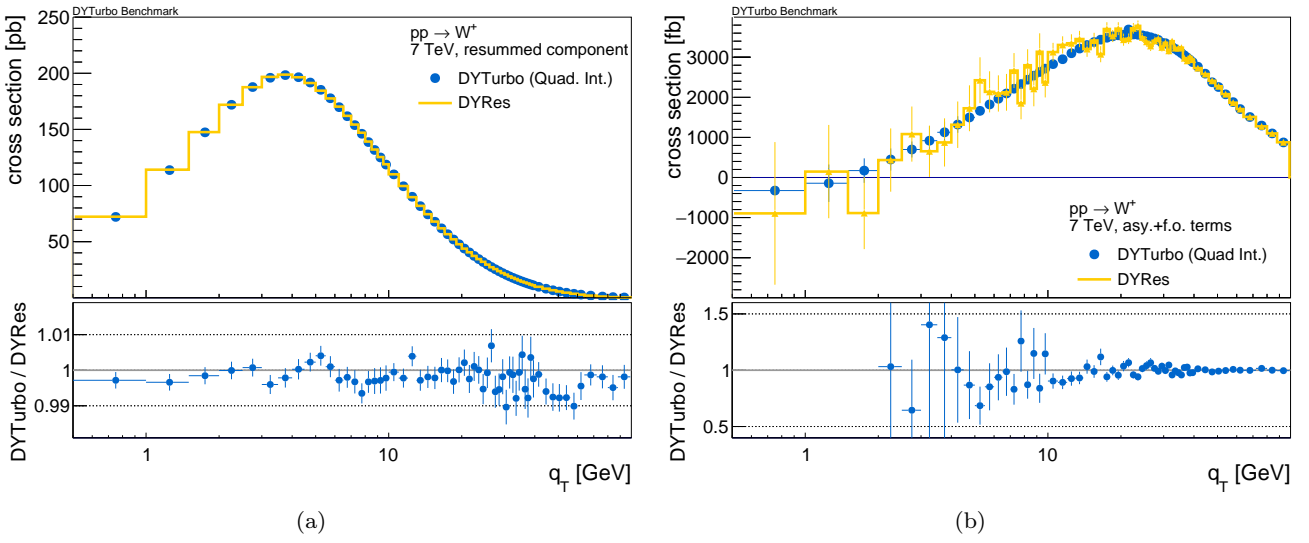 DYTurbo Benchmark
cross section [pb]
250
200
150
100
50
pp → W+
7 TeV, resummed component
DYTurbo (Quad. Int.)
DYRes
DYTurbo / DYRes
1.01
1
0.99
1
10
qT [GeV]
(a)
DYTurbo Benchmark
cross section [fb]
3000
2000
1000
0
−1000
−2000
pp → W+
7 TeV, asy.+f.o. terms
DYTurbo (Quad Int.)
DYRes
DYTurbo / DYRes
1.5
1
0.5
1
10
qT [GeV]
(b)